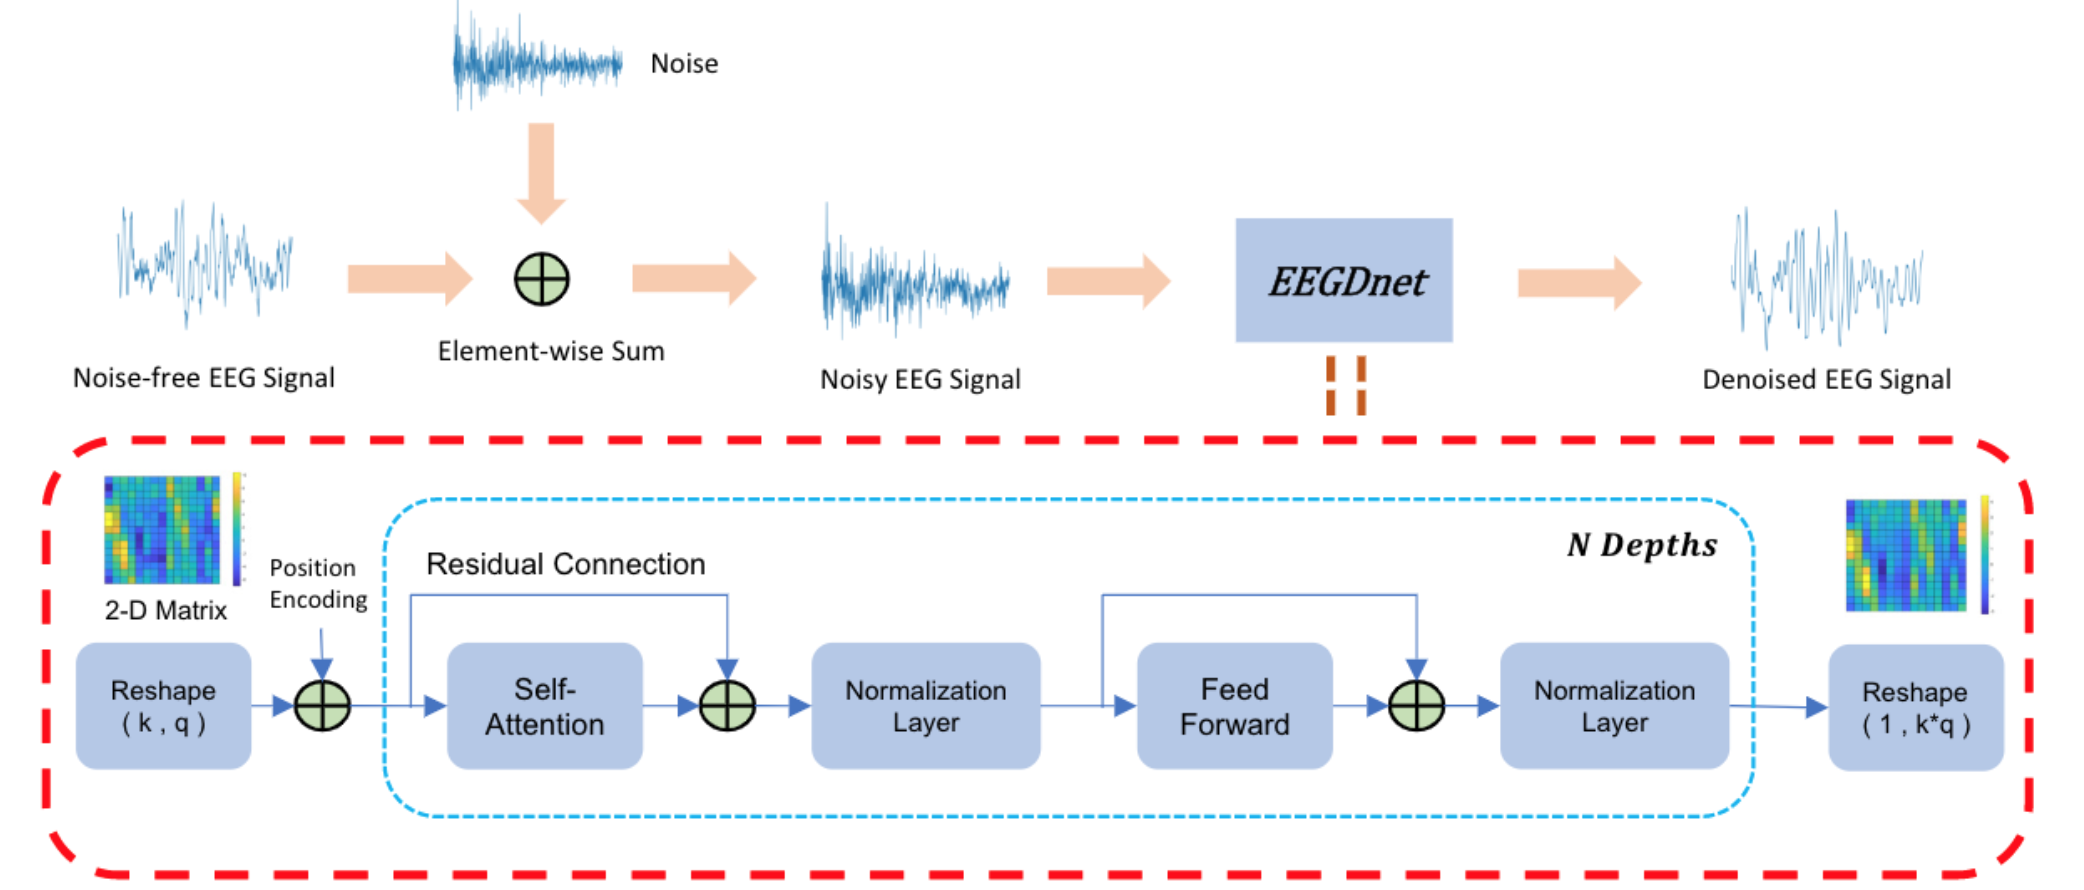 Noise
Element-wise Sum
Noise-free EEG Signal
Noisy EEG Signal
EEGDnet
Denoised EEG Signal
2-D Matrix
Position
Encoding
Residual Connection
N Depths
Reshape
( k , q )
Self-
Attention
Normalization
Layer
Feed
Forward
Normalization
Layer
Reshape
( 1 , k*q )